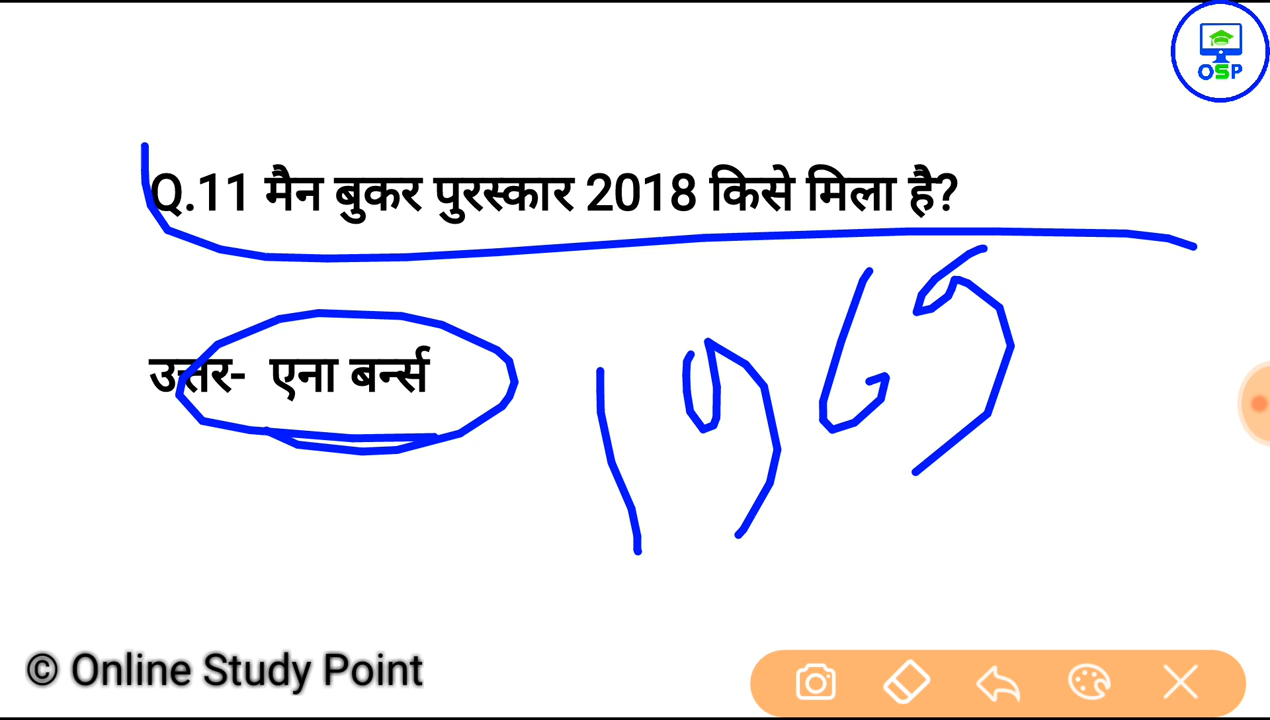 OSP
Q.11 मैन बुकर पुरस्कार 2018 किसे मिला है?
उत्तर- एना बर्न्स
1969
© Online Study Point